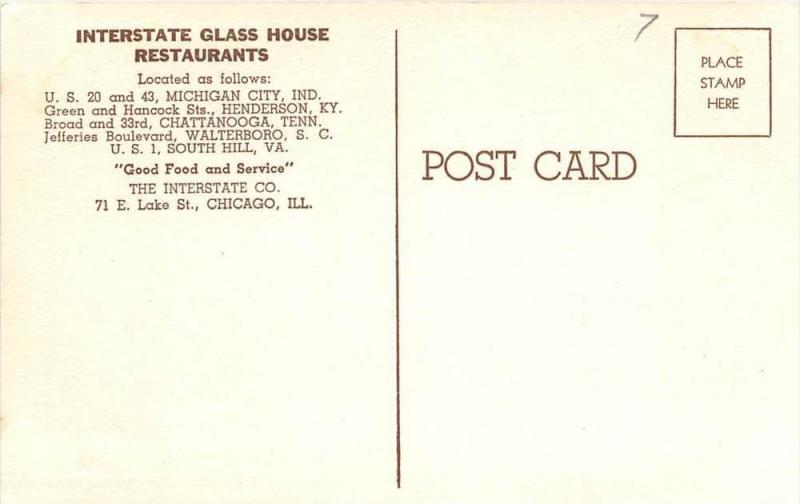 INTERSTATE GLASS HOUSE
RESTAURANTS
Located as follows:
U. S. 20 and 43, MICHIGAN CITY, IND.
Green and Hancock Sts., HENDERSON, KY.
Broad and 33rd, CHATTANOOGA, TENN.
Jefferies Boulevard, WALTERBORO, S. C.
U. S. 1, SOUTH HILL, VA.
"Good Food and Service"
THE INTERSTATE CO.
71 E. Lake St., CHICAGO, ILL.
7
PLACE
STAMP
HERE
POST CARD